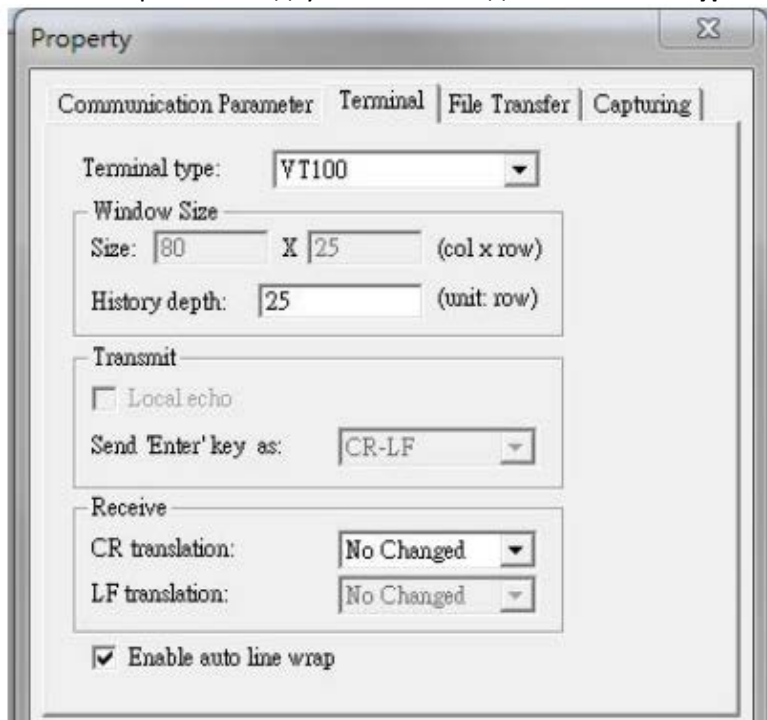 Property
Communication Parameter Terminal File Transfer Capturing
Terminal type: VT100
Window Size
Size: 80 X 25 (col x row)
History depth: 25 (unit: row)
Transmit
Local echo
Send 'Enter' key as: CR-LF
Receive
CR translation: No Changed
LF translation: No Changed
Enable auto line wrap